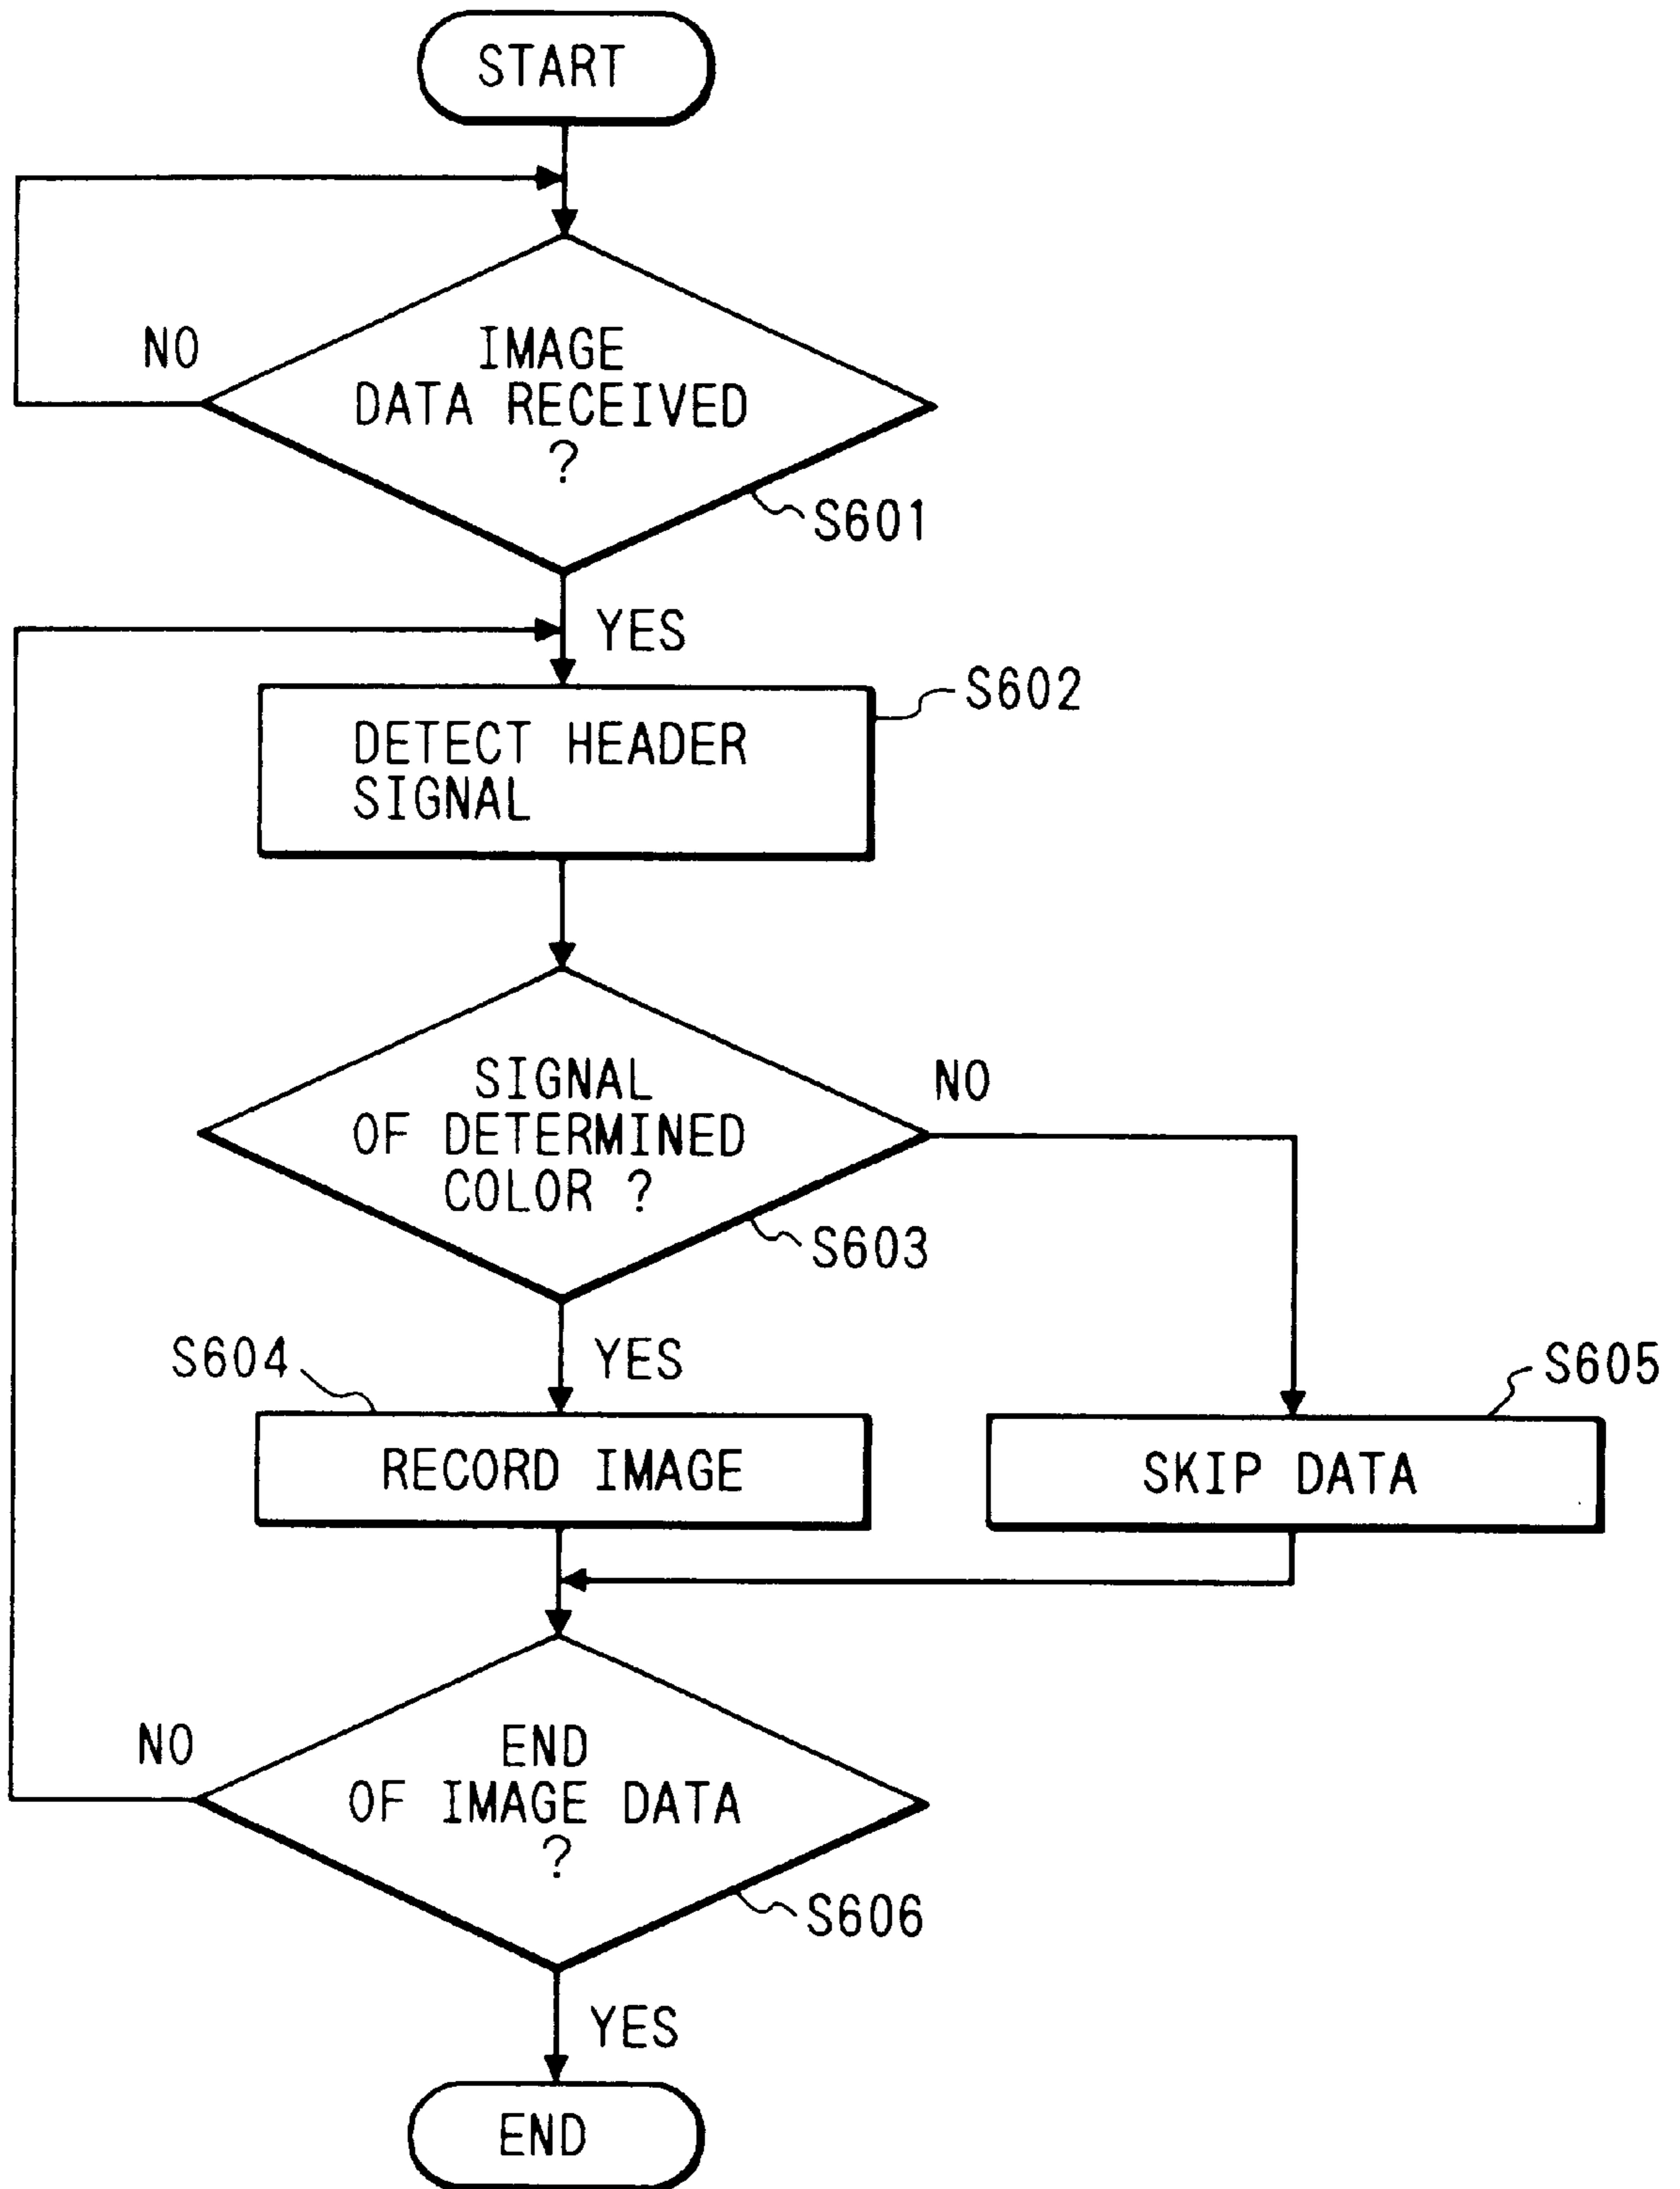 START
NO
IMAGE
DATA RECEIVED
?
S601
YES
S602
DETECT HEADER
SIGNAL
SIGNAL
OF DETERMINED
COLOR ?
NO
S603
S604
YES
S605
RECORD IMAGE
SKIP DATA
NO
END
OF IMAGE DATA
?
S606
YES
END